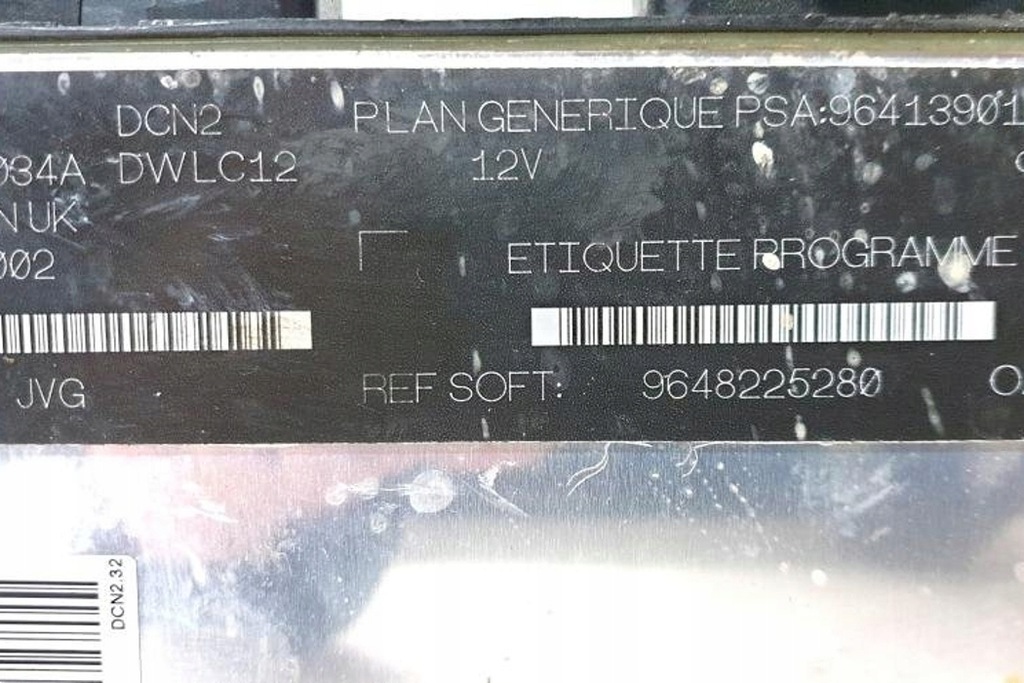 DCN2 PLAN GENERIQUE PSA:96413901
034A DWLC12 12V
N UK
002 ETIQUETTE PROGRAMME
JVG REF SOFT: 9648225280
DCN2.32